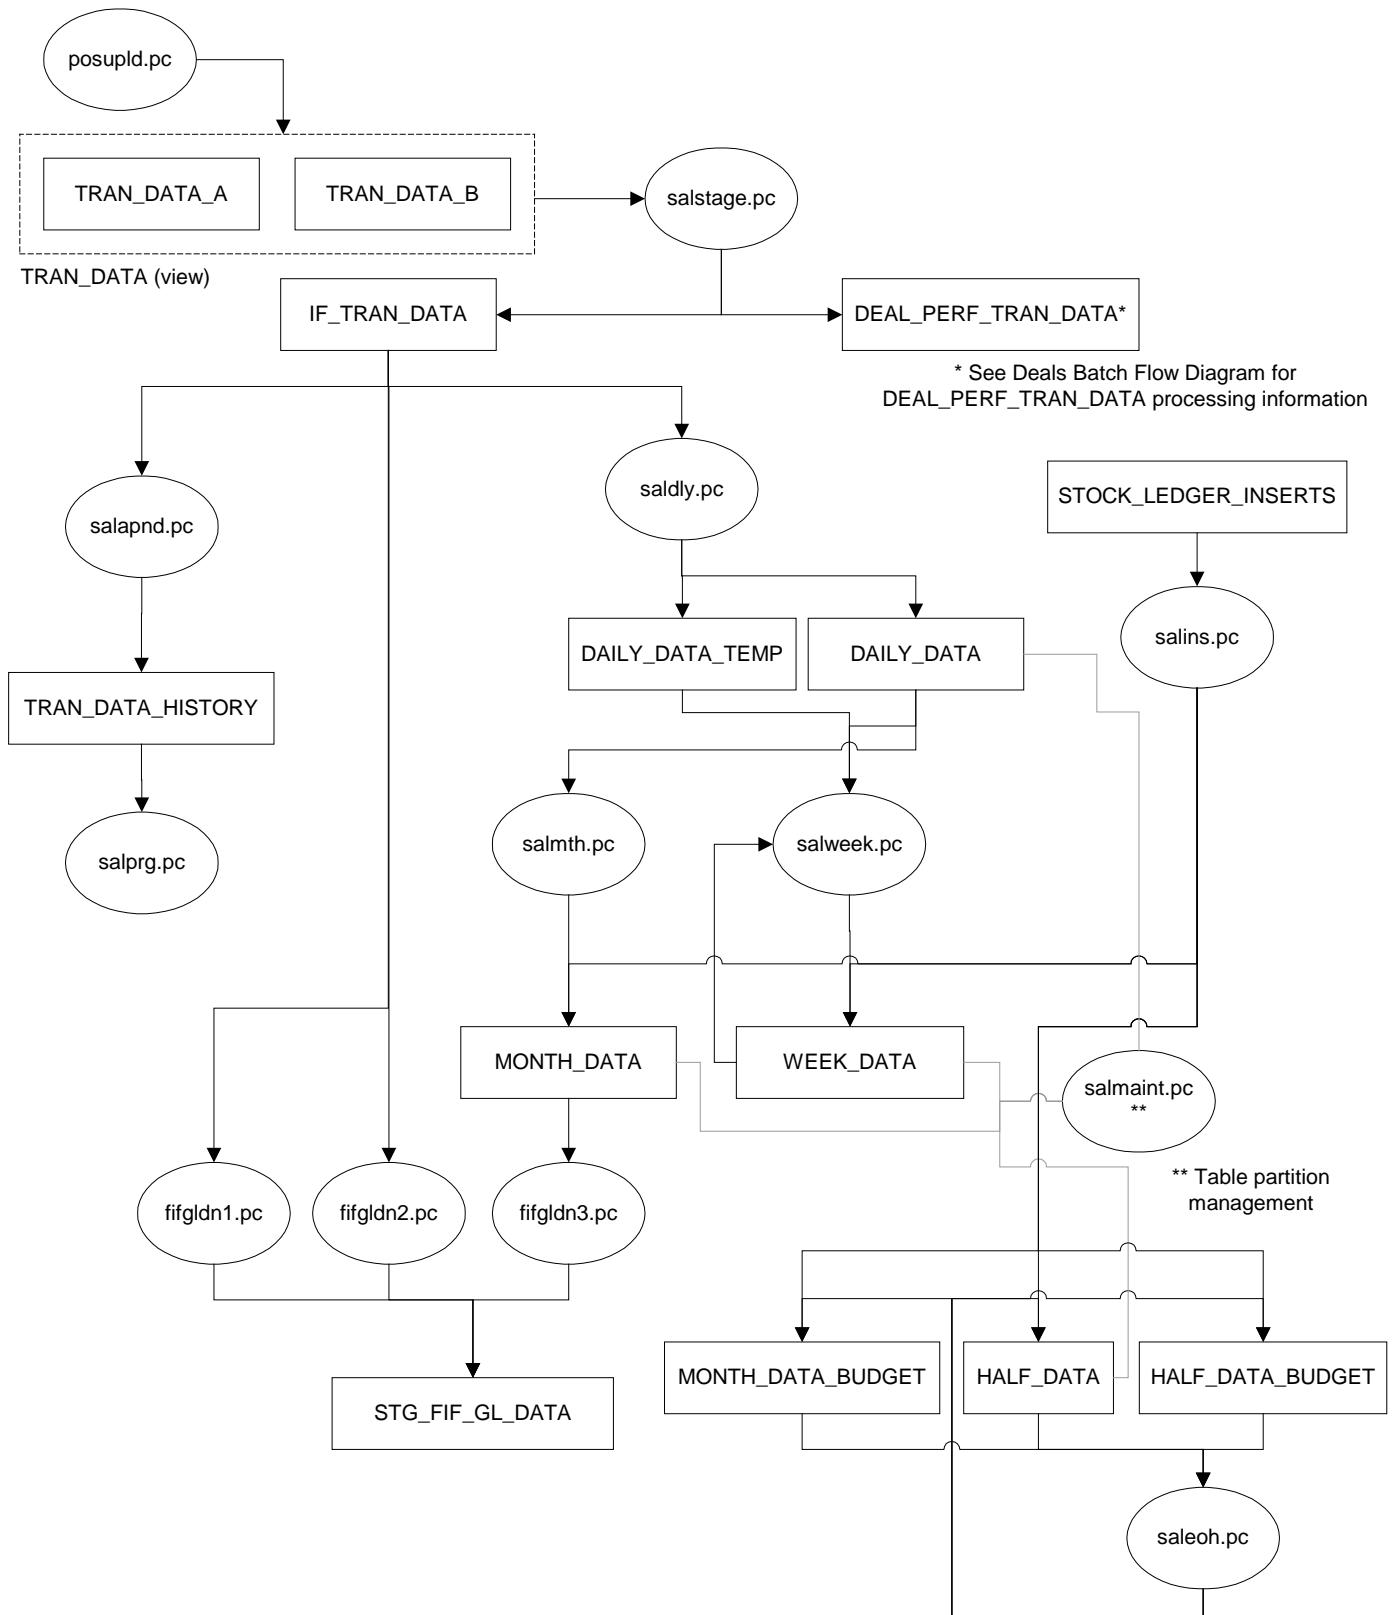 posupld.pc
TRAN_DATA_A
TRAN_DATA_B
salstage.pc
TRAN_DATA (view)
IF_TRAN_DATA
DEAL_PERF_TRAN_DATA*
* See Deals Batch Flow Diagram for
DEAL_PERF_TRAN_DATA processing information
saldly.pc
STOCK_LEDGER_INSERTS
salapnd.pc
DAILY_DATA_TEMP
DAILY_DATA
salins.pc
TRAN_DATA_HISTORY
salmth.pc
salweek.pc
salprg.pc
MONTH_DATA
WEEK_DATA
salmaint.pc
**
** Table partition
management
fifgldn1.pc
fifgldn2.pc
fifgldn3.pc
MONTH_DATA_BUDGET
HALF_DATA
HALF_DATA_BUDGET
STG_FIF_GL_DATA
saleoh.pc